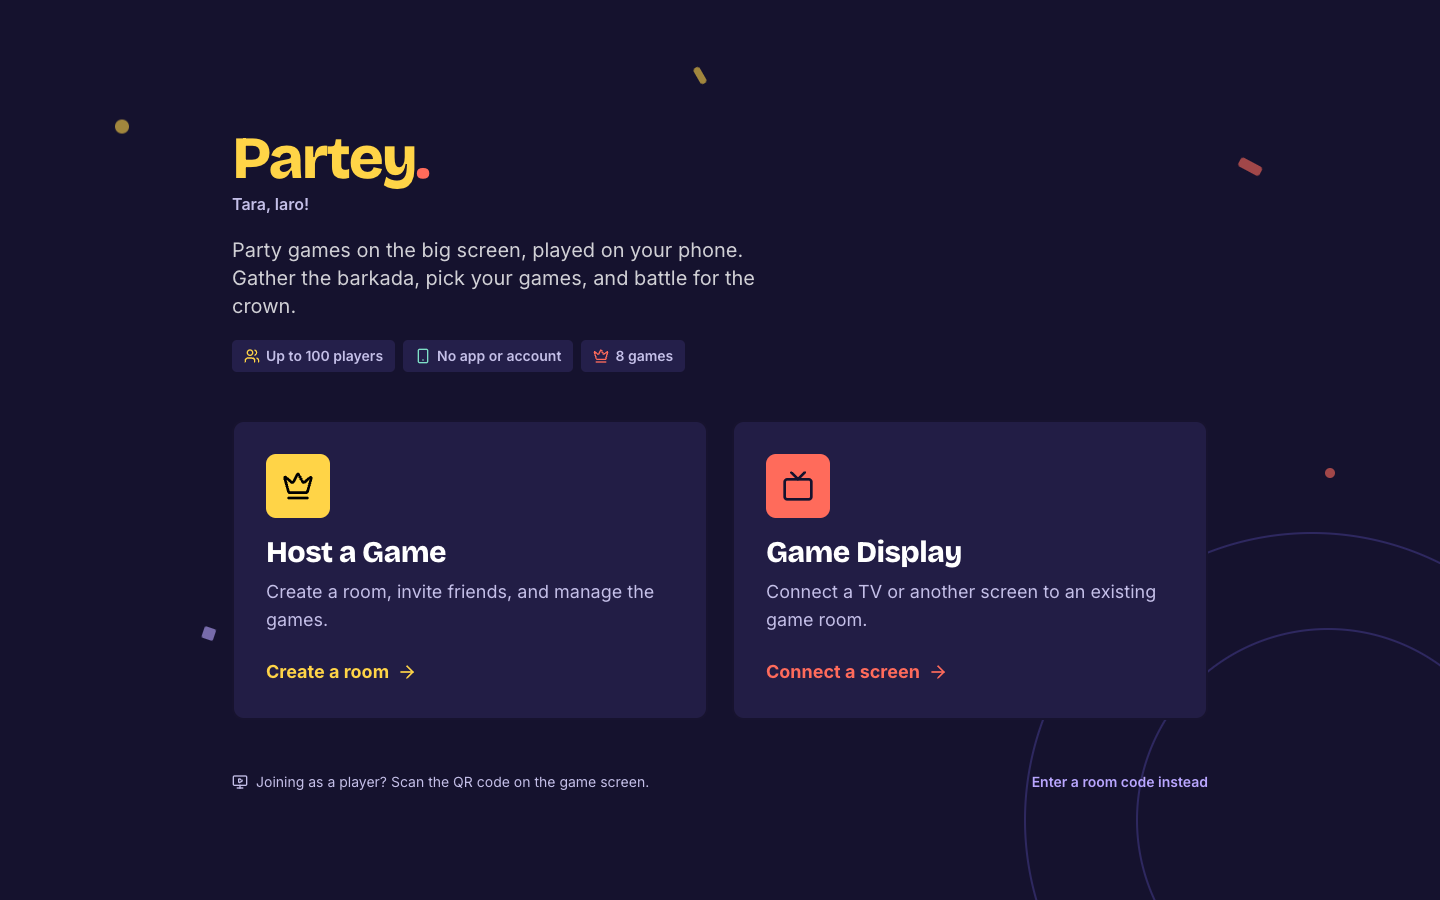 Partey.
Tara, laro!
Party games on the big screen, played on your phone.
Gather the barkada, pick your games, and battle for the
crown.
Up to 100 players
No app or account
8 games
Host a Game
Create a room, invite friends, and manage the
games.
Create a room
Game Display
Connect a TV or another screen to an existing
game room.
Connect a screen
Joining as a player? Scan the QR code on the game screen.
Enter a room code instead